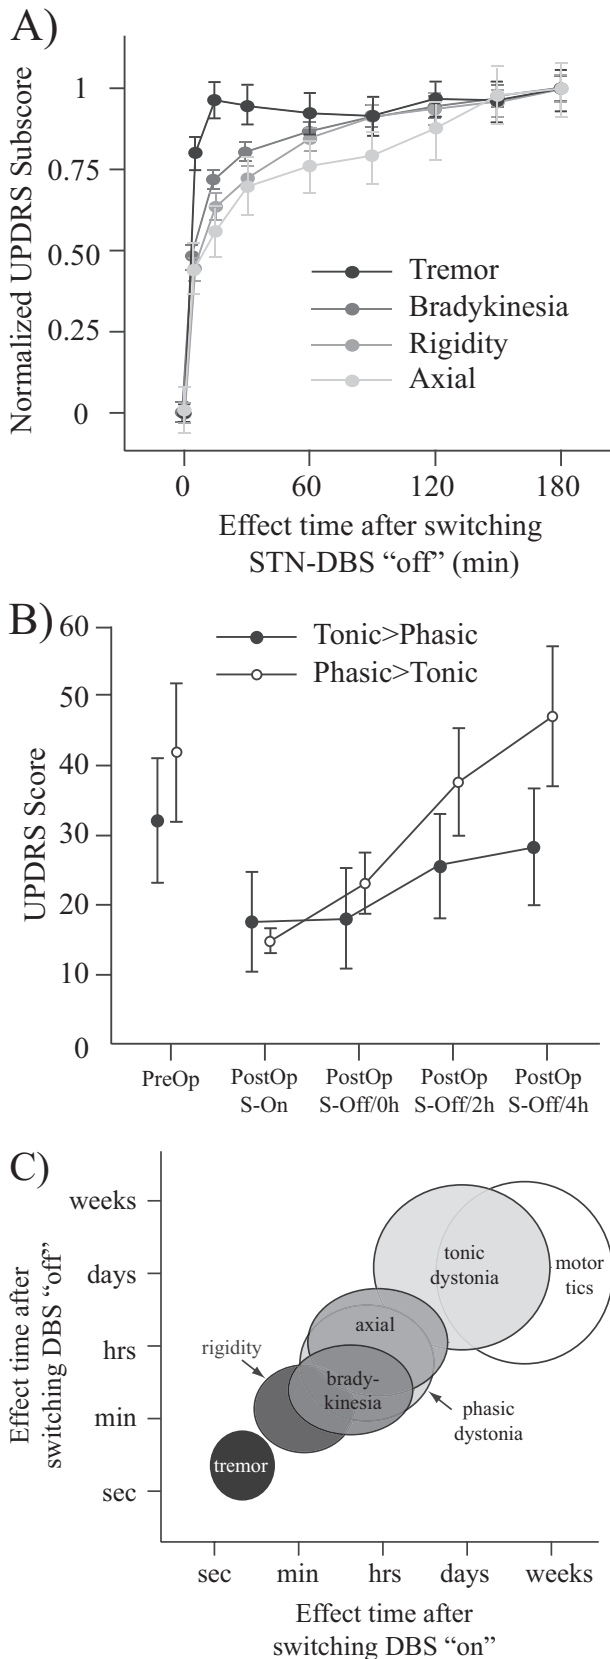 A)
Normalized UPDRS Subscore
1
0.75
0.50
0.25
0
Tremor
Bradykinesia
Rigidity
Axial
0
60
120
180
Effect time after switching
STN-DBS “off” (min)
B)
UPDRS Score
60
50
40
30
20
10
0
Tonic>Phasic
Phasic>Tonic
PreOp
PostOp
S-On
PostOp
S-Off/0h
PostOp
S-Off/2h
PostOp
S-Off/4h
C)
Effect time after
switching DBS “off”
weeks
days
hrs
min
sec
tonic
dystonia
motor
tics
axial
rigidity
brady-
kinesia
phasic
dystonia
tremor
sec
min
hrs
days
weeks
Effect time after
switching DBS “on”